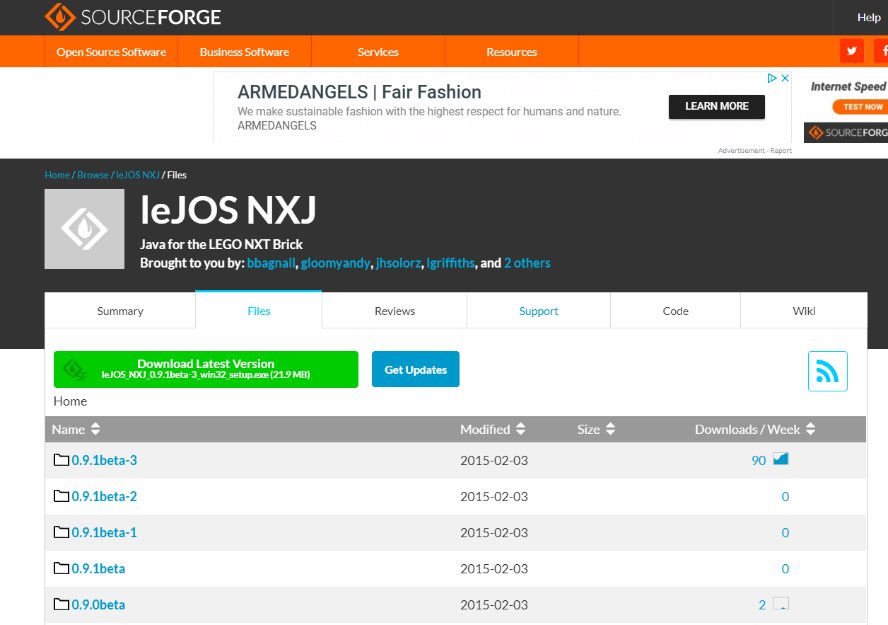 SOURCEFORGE
Help
Open Source Software
Business Software
Services
Resources
ARMEDANGELS | Fair Fashion
We make sustainable fashion with the highest respect for humans and nature.
ARMEDANGELS
LEARN MORE
Advertisement - Report
Internet Speed
TEST NOW
SOURCEFORG
Home / Browse / leJOS NXJ / Files
leJOS NXJ
Java for the LEGO NXT Brick
Brought to you by: bbagnall, gloomyandy, jhsolorz, lgriffiths, and 2 others
Summary
Files
Reviews
Support
Code
Wiki
SF
Download Latest Version
leJOS_NXJ_0.9.1beta-3_win32_setup.exe (21.9 MB)
Get Updates
Home
Name Modified Size Downloads / Week
0.9.1beta-3 2015-02-03 90
0.9.1beta-2 2015-02-03 0
0.9.1beta-1 2015-02-03 0
0.9.1beta 2015-02-03 0
0.9.0beta 2015-02-03 2